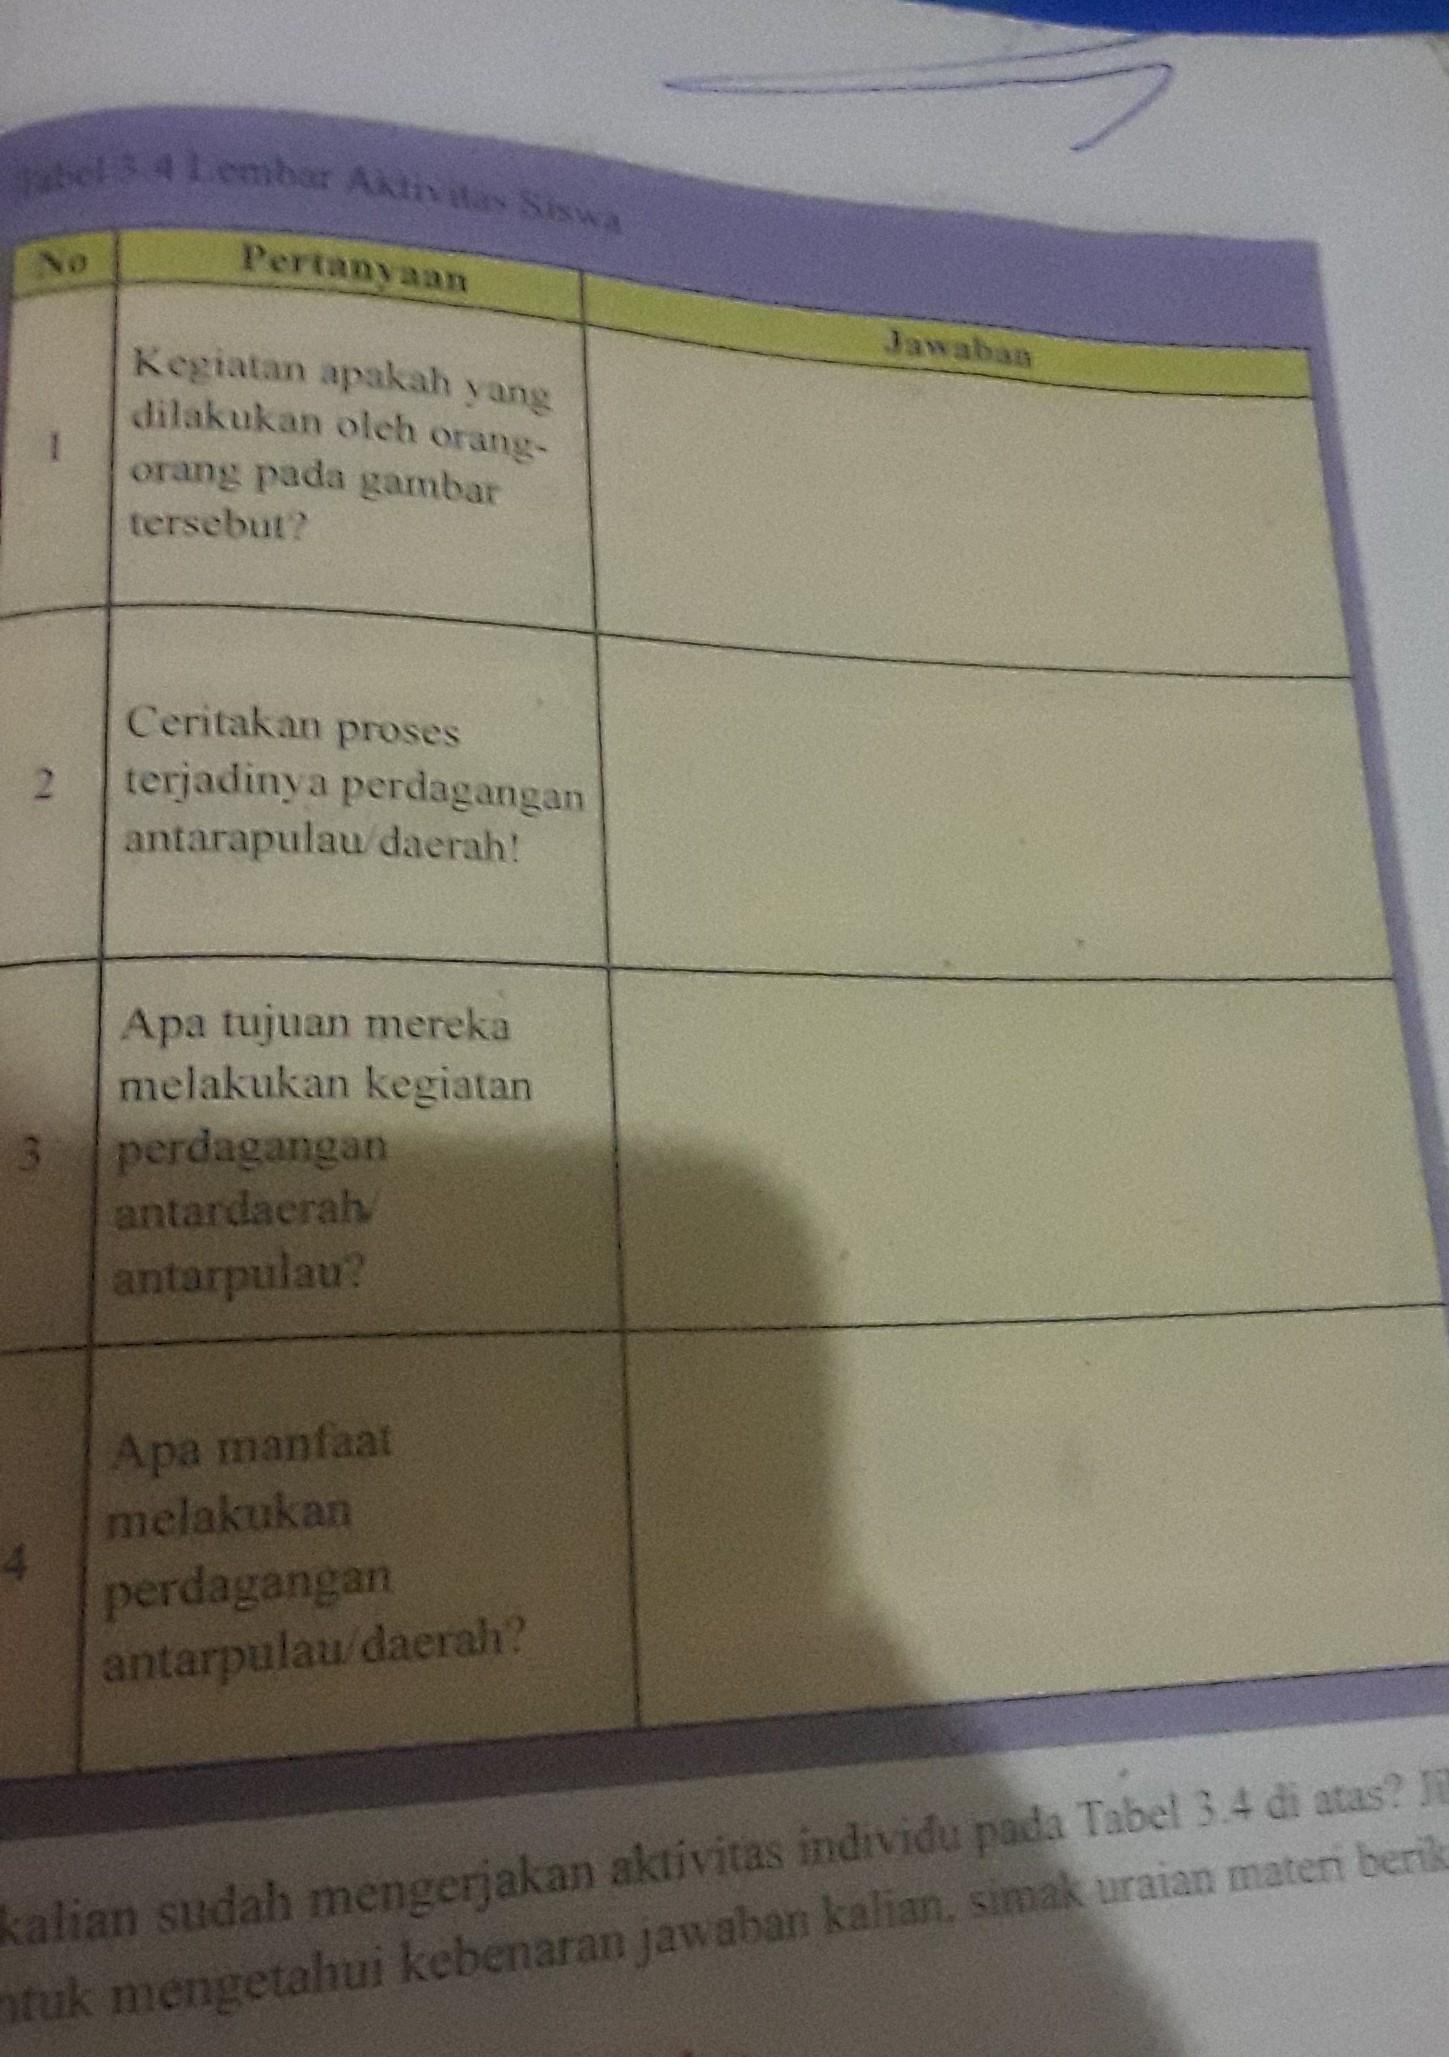 Tabel 3.4 Lembar Aktivitas Siswa
No
Pertanyaan
Jawaban
1
Kegiatan apakah yang
dilakukan oleh orang-
orang pada gambar
tersebut?
2
Ceritakan proses
terjadinya perdagangan
antarapulau/daerah!
3
Apa tujuan mereka
melakukan kegiatan
perdagangan
antardaerah/
antarpulau?
4
Apa manfaat
melakukan
perdagangan
antarpulau/daerah?
kalian sudah mengerjakan aktivitas individu pada Tabel 3.4 di atas?
mengetahui kebenaran jawaban kalian, simak uraian materi